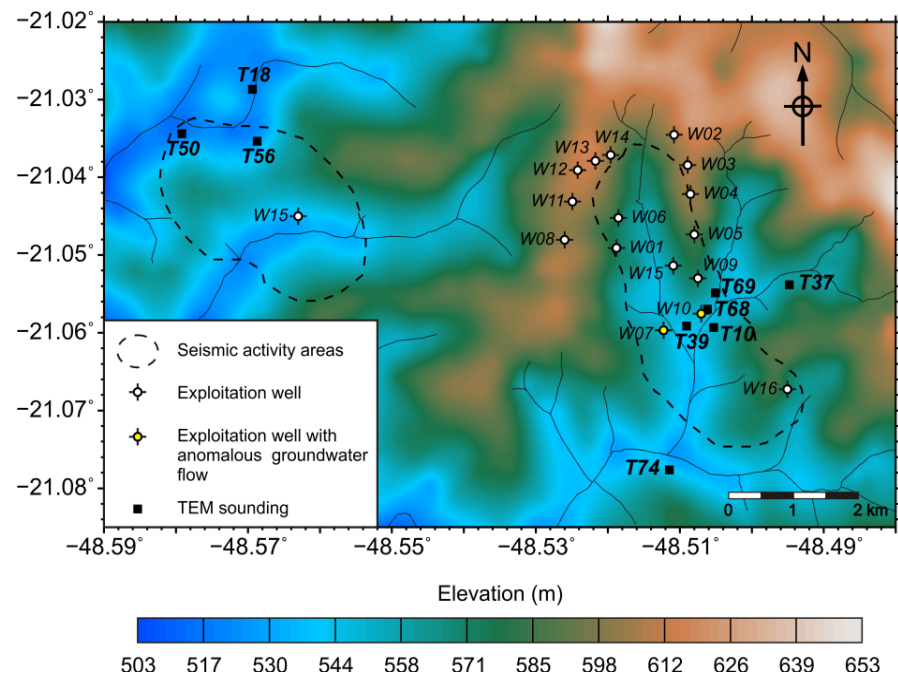 −21.02˚
−21.03˚
−21.04˚
−21.05˚
−21.06˚
−21.07˚
−21.08˚
T18
T50
T56
W15
N
W14
W02
W13
W12
W03
W11
W04
W06
W08
W05
W01
W15
W09
T69
T37
W10
T68
W07
T39
T10
W16
T74
Seismic activity areas
Exploitation well
Exploitation well with
anomalous groundwater
flow
TEM sounding
0 1 2 km
−48.59˚ −48.57˚ −48.55˚ −48.53˚ −48.51˚ −48.49˚
Elevation (m)
503 517 530 544 558 571 585 598 612 626 639 653